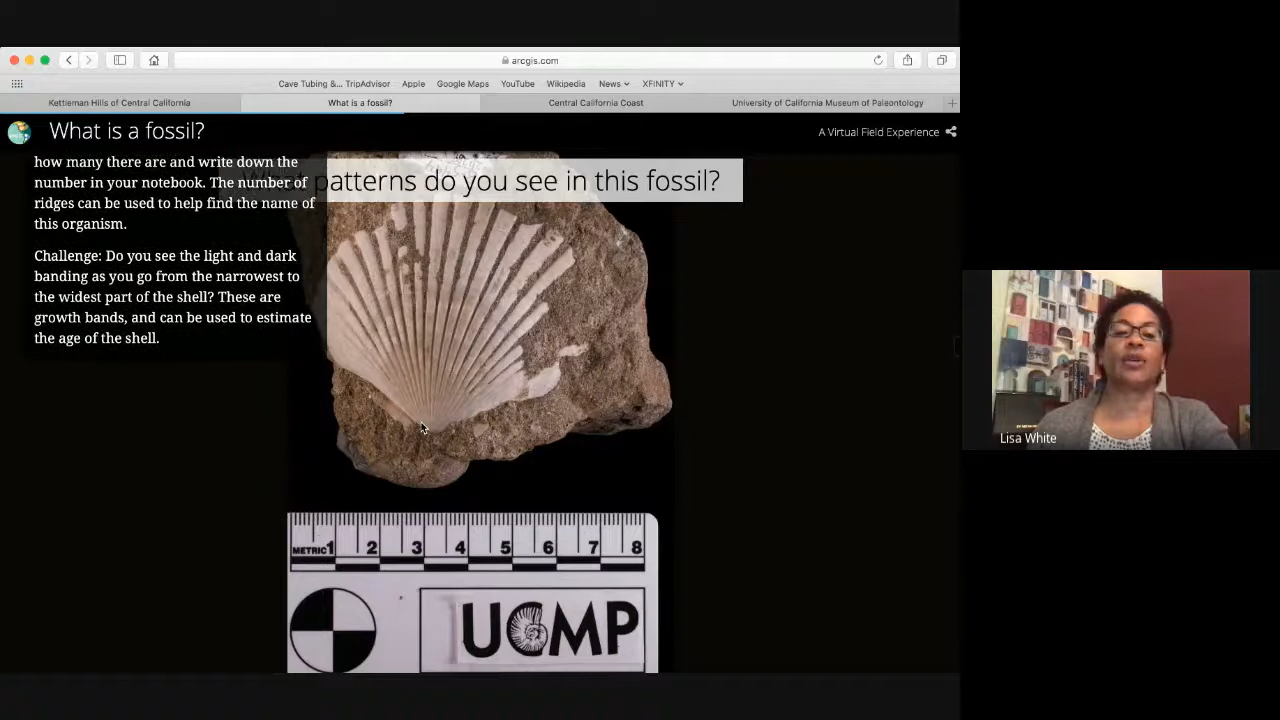 arcgis.com
Cave Tubing &... TripAdvisor Apple Google Maps YouTube Wikipedia News XFINITY
Kettleman Hills of Central California What is a fossil? Central California Coast University of California Museum of Paleontology
What is a fossil?
A Virtual Field Experience
What patterns do you see in this fossil?
how many there are and write down the
number in your notebook. The number of
ridges can be used to help find the name of
this organism.
Challenge: Do you see the light and dark
banding as you go from the narrowest to
the widest part of the shell? These are
growth bands, and can be used to estimate
the age of the shell.
METRIC 1 2 3 4 5 6 7 8
UCMP
Lisa White